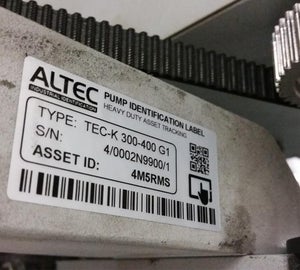 ALTEC
INDUSTRIAL IDENTIFICATION
PUMP IDENTIFICATION LABEL
HEAVY DUTY ASSET TRACKING
TYPE: TEC-K 300-400 G1
S/N: 4/0002N9900/1
ASSET ID: 4M5RMS